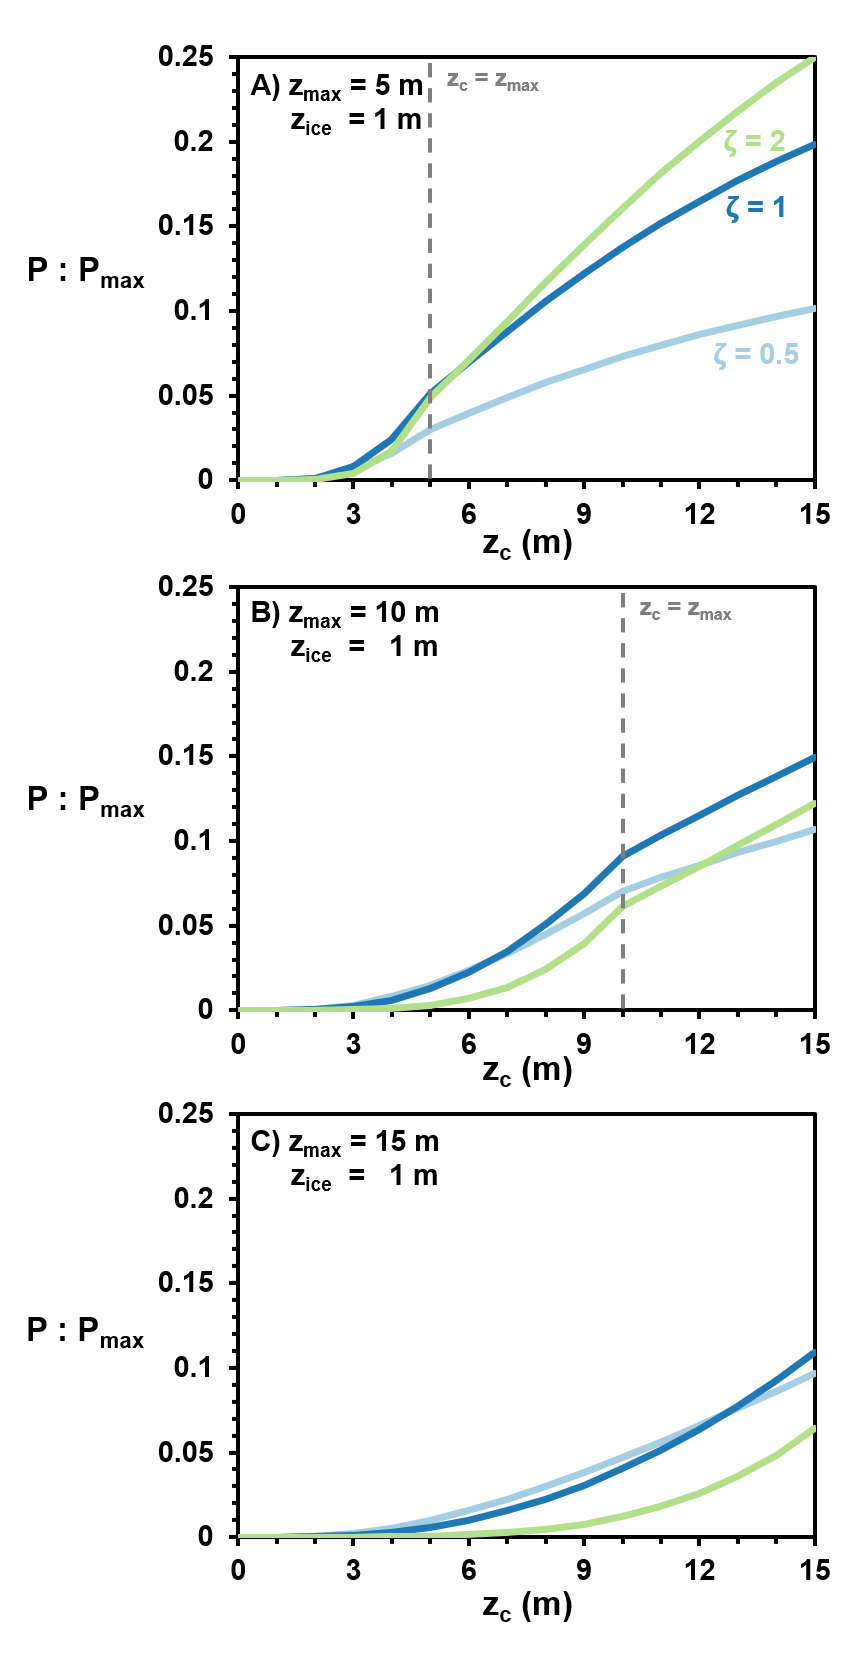 0.25
A) zmax = 5 m
zc = zmax
zice = 1 m
0.2
ζ = 2
0.15
ζ = 1
P : Pmax
0.1
ζ = 0.5
0.05
0
0 3 6 9 12 15
zc (m)
0.25
B) zmax = 10 m
zc = zmax
zice = 1 m
0.2
0.15
P : Pmax
0.1
0.05
0
0 3 6 9 12 15
zc (m)
0.25
C) zmax = 15 m
zice = 1 m
0.2
0.15
P : Pmax
0.1
0.05
0
0 3 6 9 12 15
zc (m)